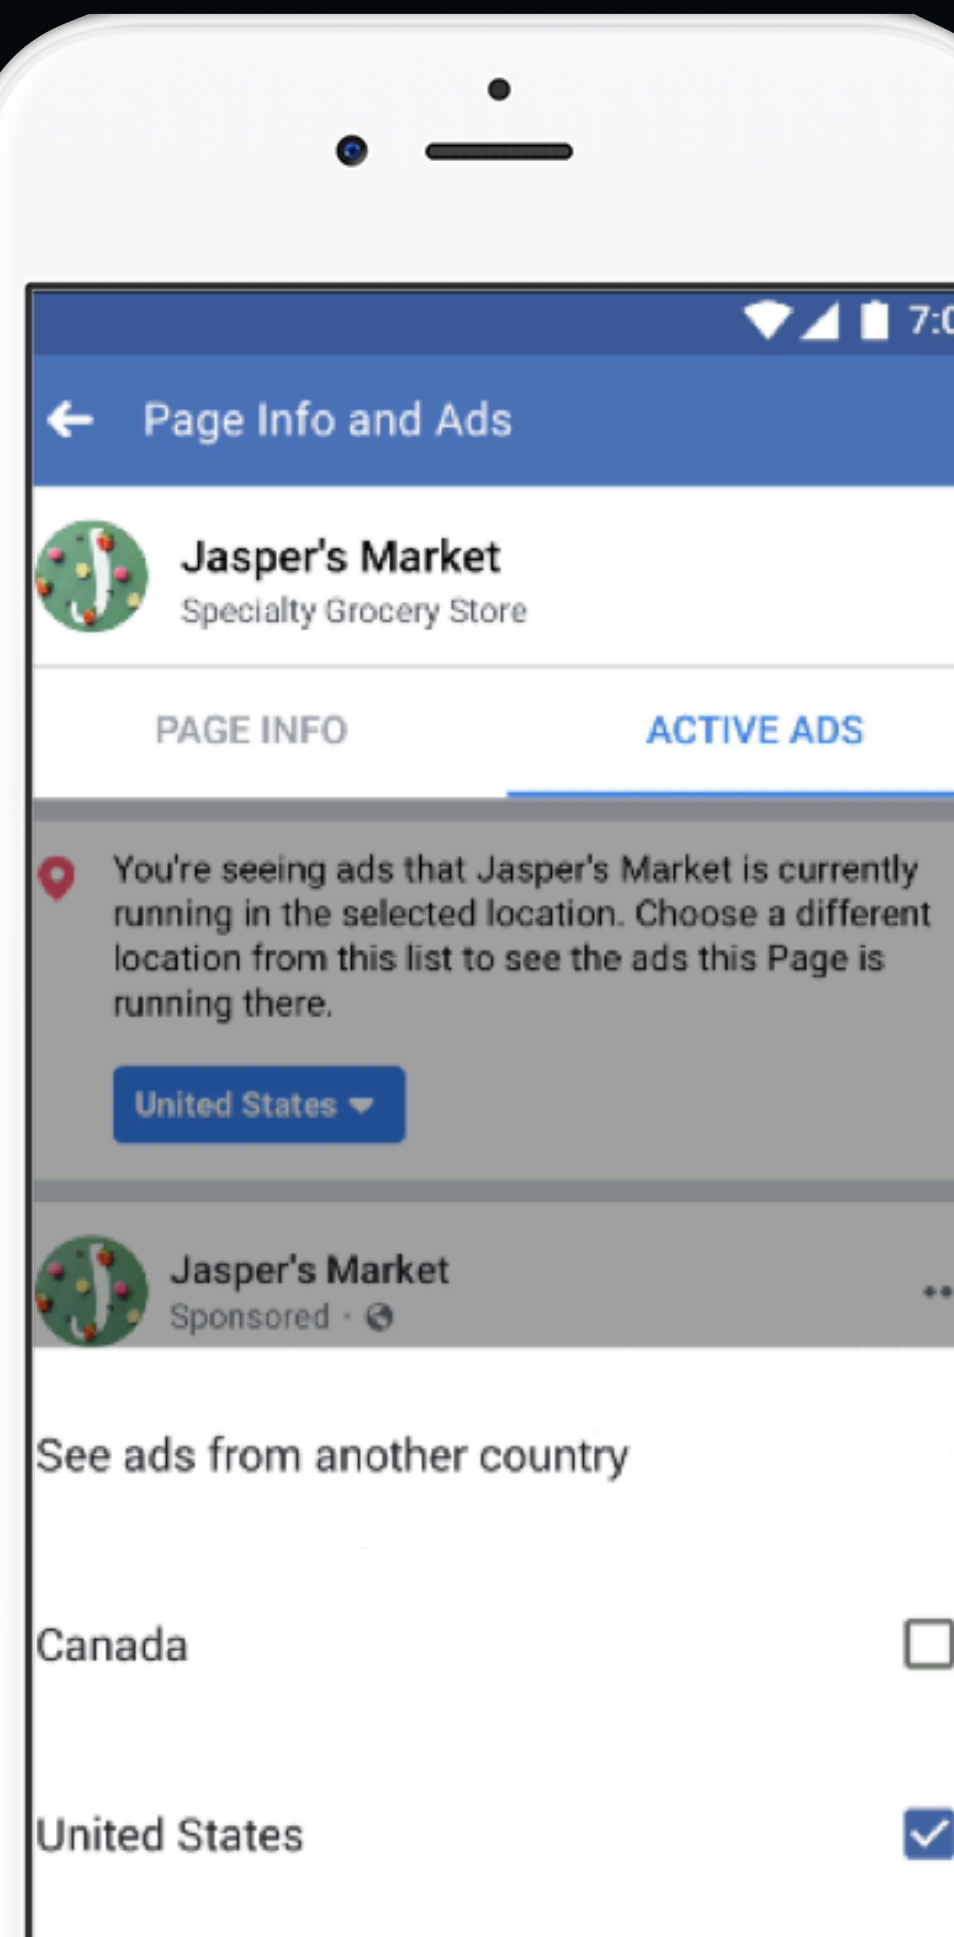 7:0
Page Info and Ads
Jasper's Market
Specialty Grocery Store
PAGE INFO
ACTIVE ADS
You're seeing ads that Jasper's Market is currently
running in the selected location. Choose a different
location from this list to see the ads this Page is
running there.
United States
Jasper's Market
Sponsored ·
See ads from another country
Canada
United States